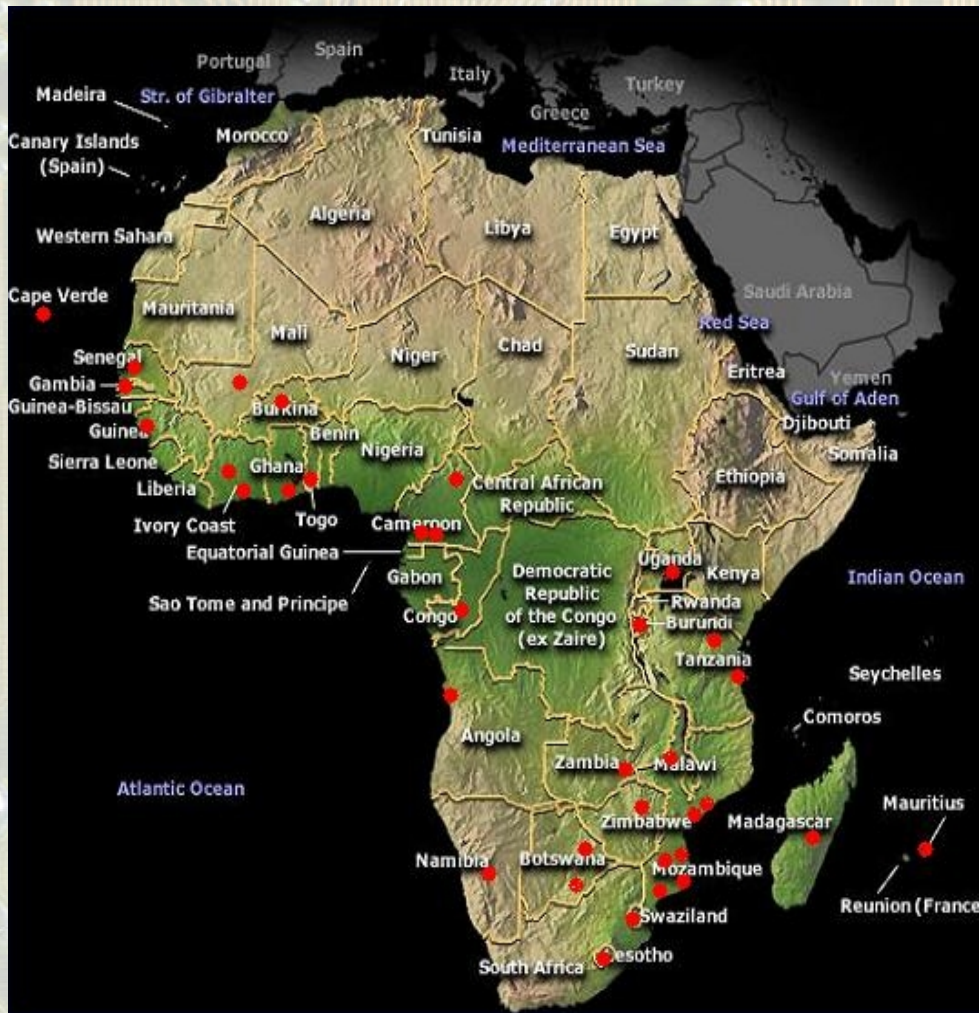 Spain
Portugal
Italy
Turkey
Madeira
Str. of Gibralter
Greece
Morocco
Tunisia
Canary Islands
(Spain)
Mediterranean Sea
Algeria
Libya
Egypt
Western Sahara
Cape Verde
Saudi Arabia
Mauritania
Red Sea
Mali
Niger
Chad
Sudan
Senegal
Eritrea
Yemen
Gambia
Gulf of Aden
Guinea-Bissau
Burkina
Djibouti
Guinea
Benin
Nigeria
Somalia
Sierra Leone
Ghana
Ethiopia
Central African
Republic
Liberia
Ivory Coast
Togo
Cameroon
Equatorial Guinea
Uganda
Kenya
Gabon
Democratic
Republic
of the Congo
(ex Zaire)
Indian Ocean
Sao Tome and Principe
Rwanda
Congo
Burundi
Tanzania
Seychelles
Comoros
Angola
Zambia
Malawi
Atlantic Ocean
Mauritius
Zimbabwe
Madagascar
Namibia
Botswana
Mozambique
Reunion (France
Swaziland
Lesotho
South Africa